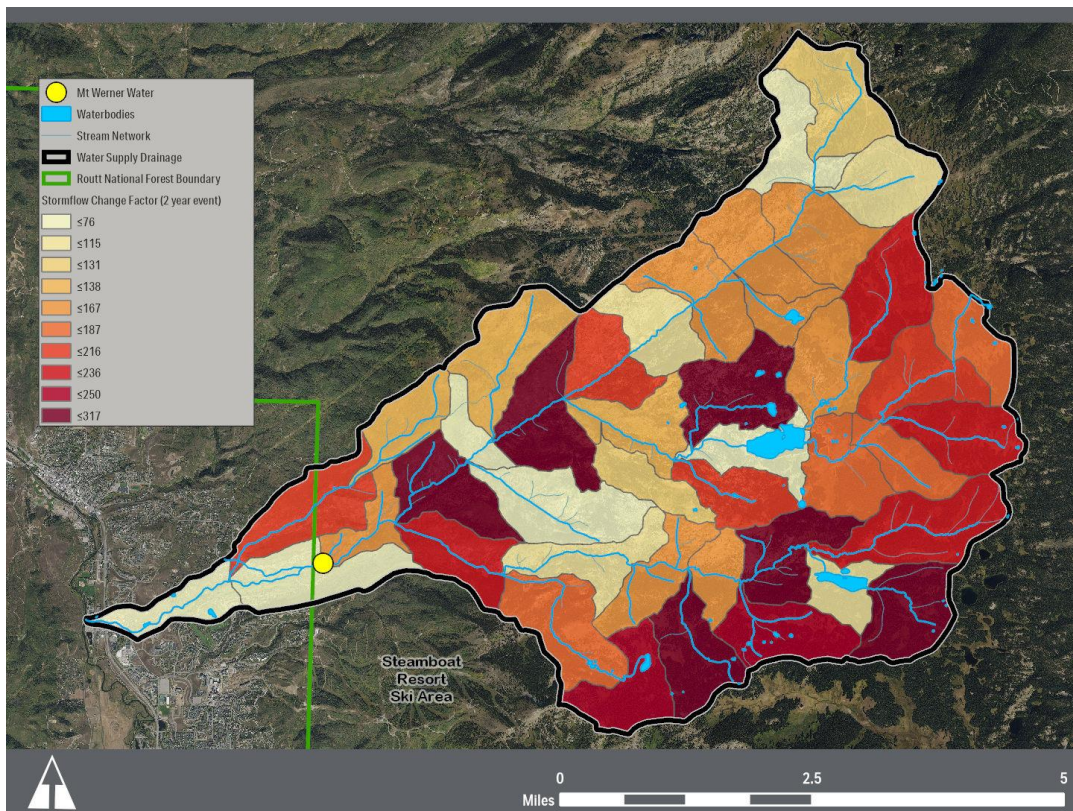 Mt Werner Water
Waterbodies
Stream Network
Water Supply Drainage
Routt National Forest Boundary
Stormflow Change Factor (2 year event)
≤76
≤115
≤131
≤138
≤167
≤187
≤216
≤236
≤250
≤317
Steamboat
Resort
Ski Area
0
2.5
5
Miles